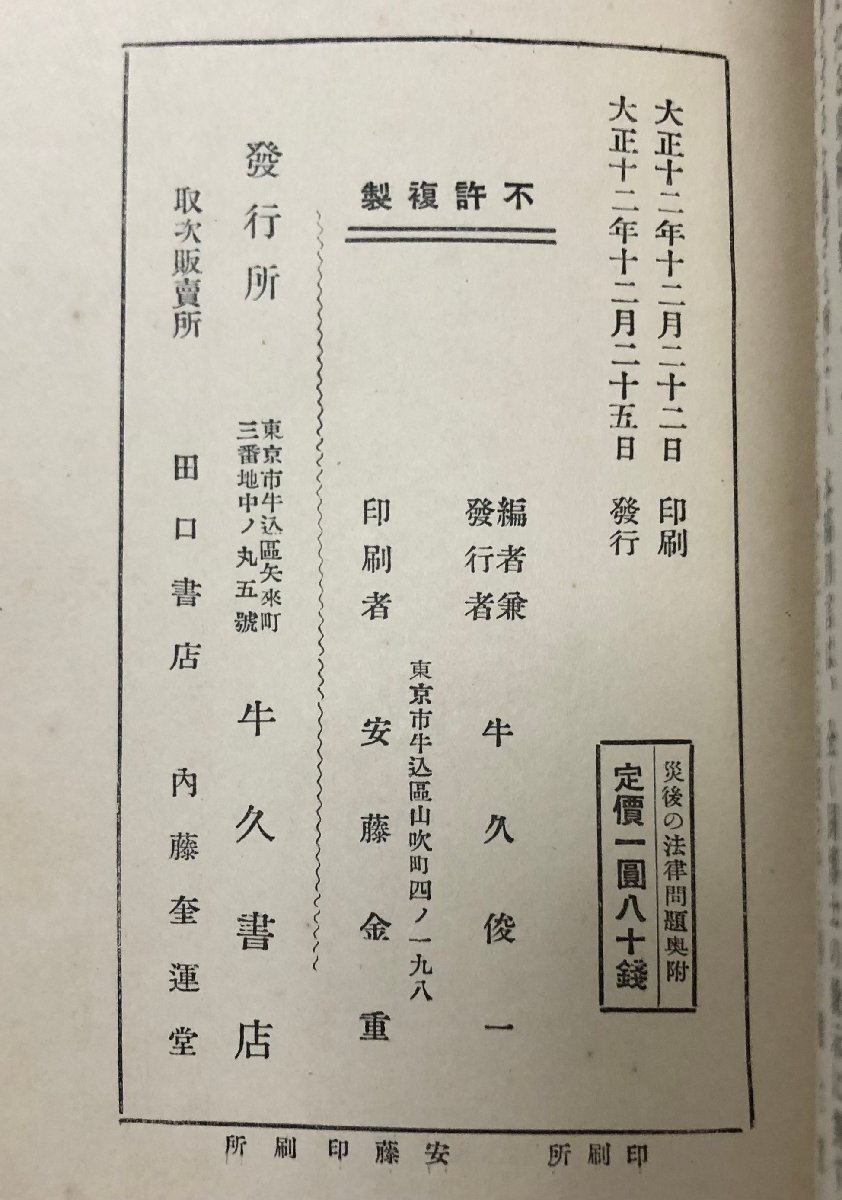 大正十二年十二月二十二日 印刷
大正十二年十二月二十五日 發行
災後の法律問題奥附
定價一圓八十錢
不許複製
編者兼
發行者 牛久俊一
東京市牛込區山吹町四ノ一九八
印刷者 安藤金重
發行所
東京市牛込區矢來町
三番地中ノ丸五號
牛久書店
取次販賣所 田口書店 內藤奎運堂
印刷所 安藤印刷所